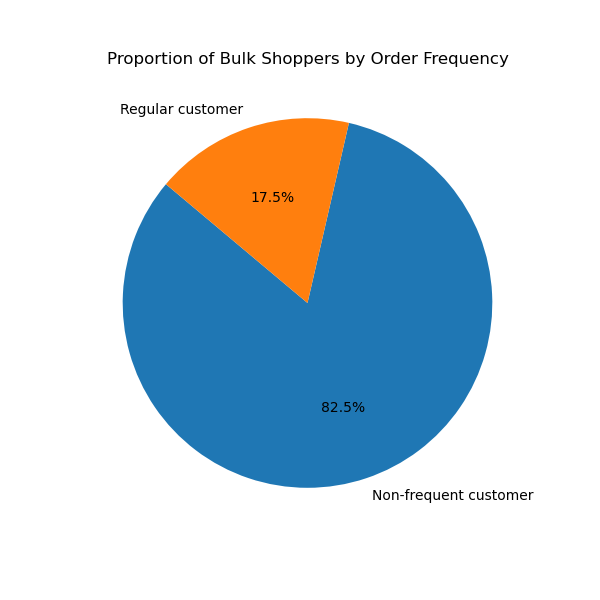 Proportion of Bulk Shoppers by Order Frequency
Regular customer
17.5%
82.5%
Non-frequent customer